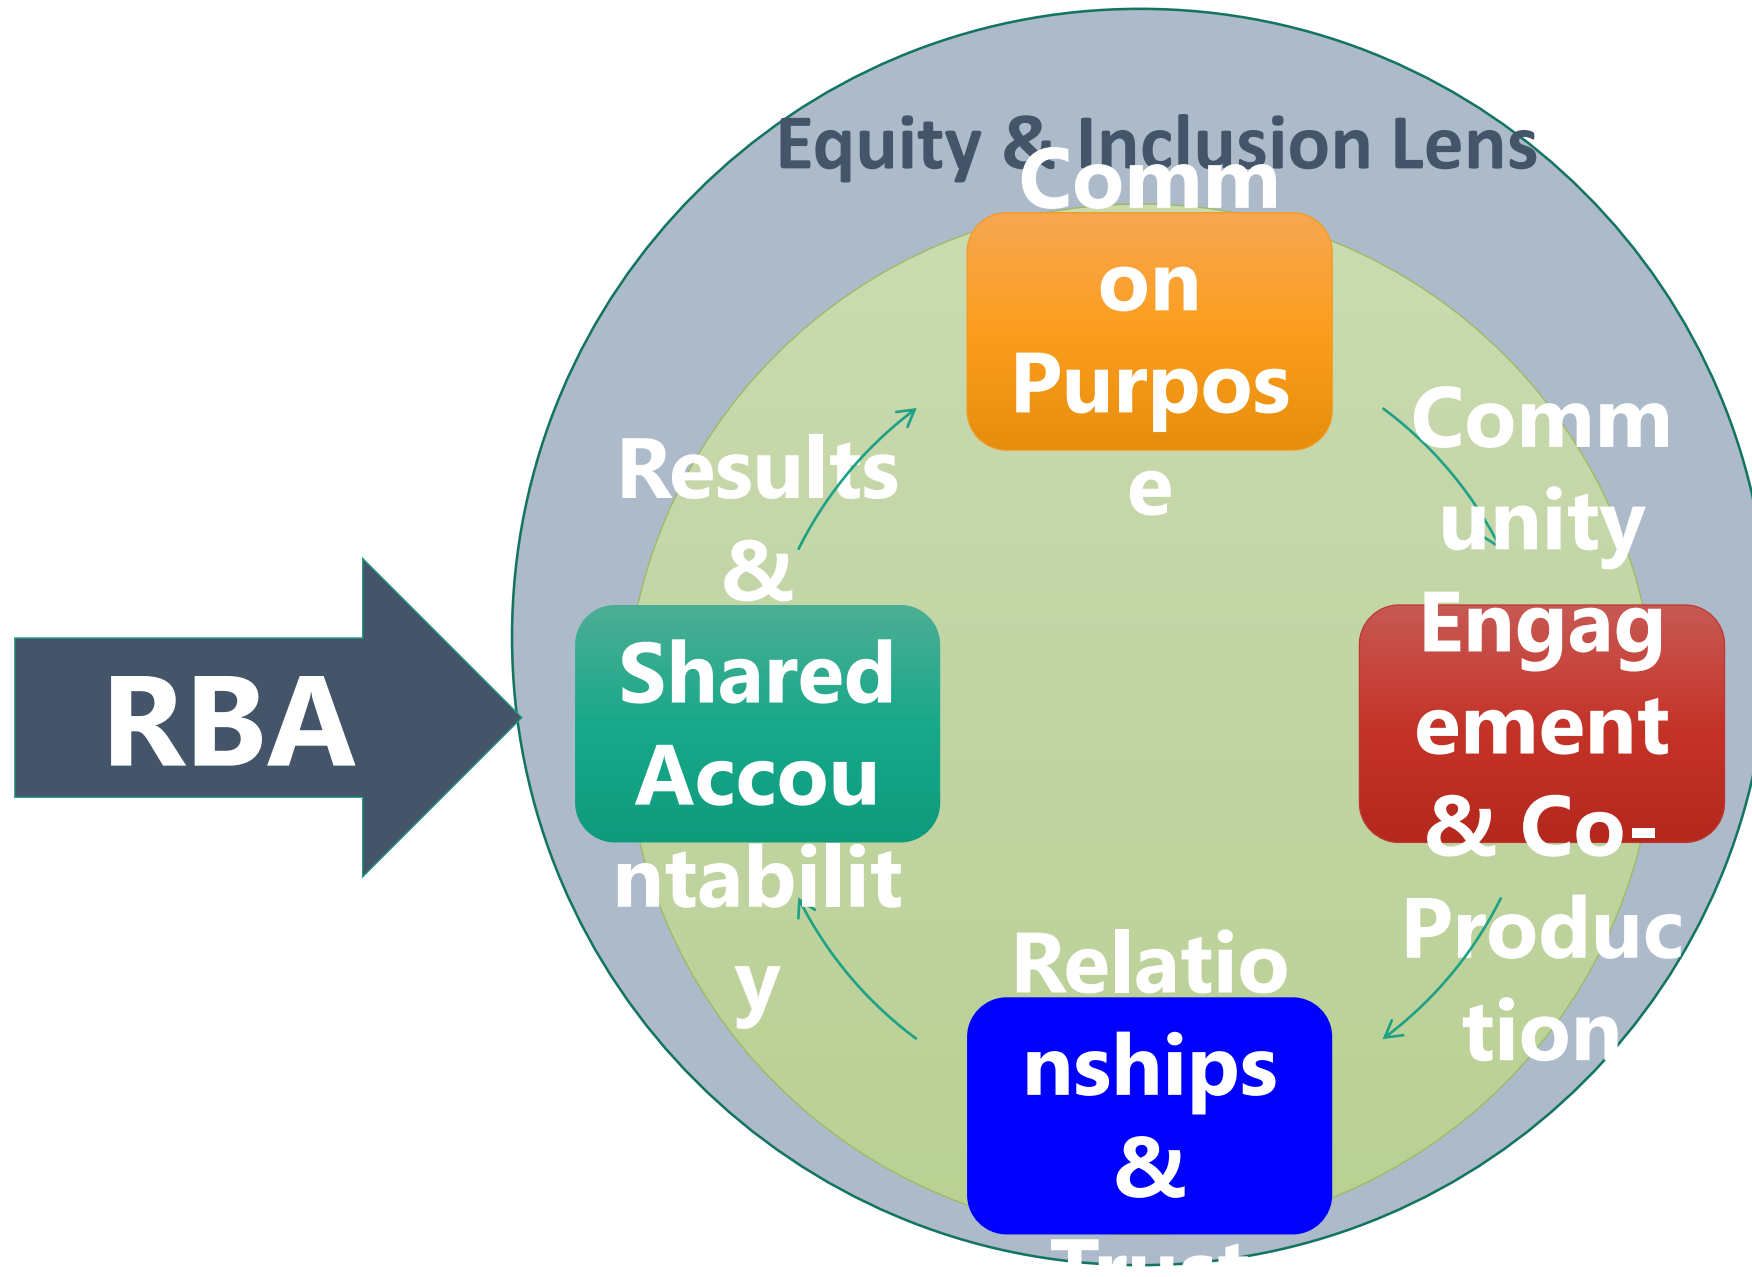 Equity & Inclusion Lens
Comm
on
Purpos
e
Comm
unity
Engag
ement
& Co-
Produc
tion
Relatio
nships
&
Trust
Results
&
Shared
Accou
ntabilit
y
RBA